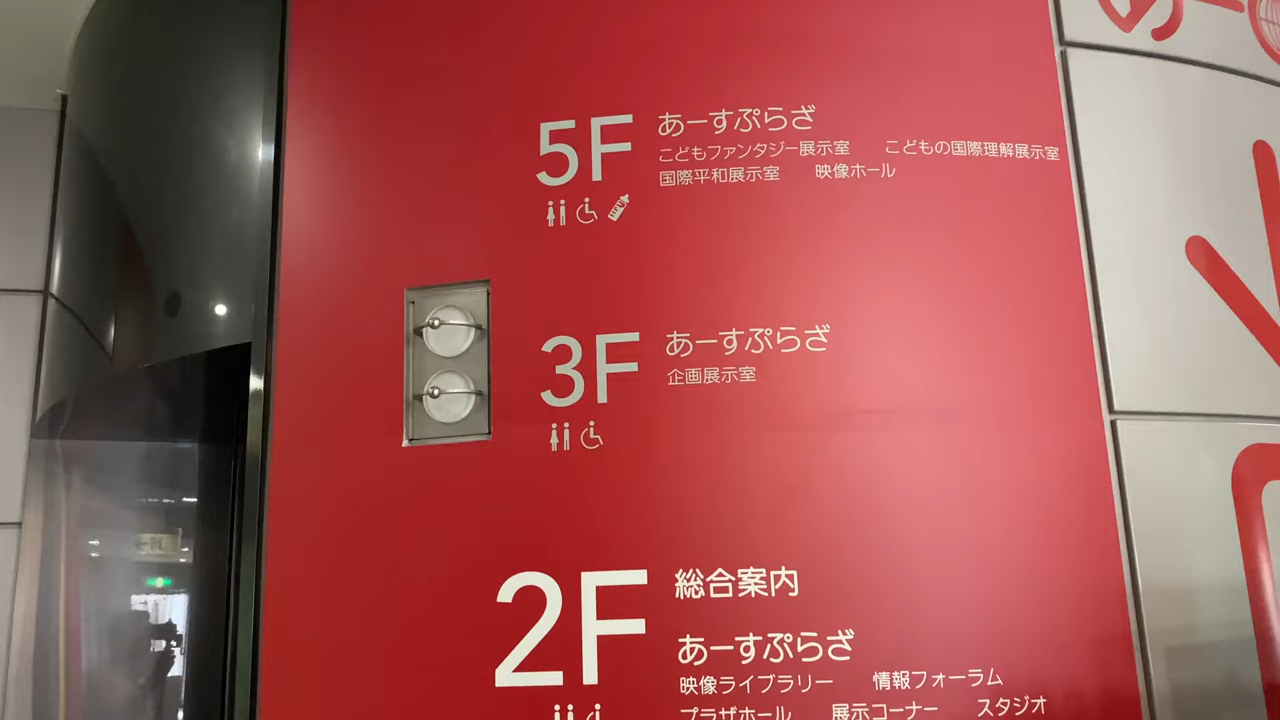 5F
あーすぷらざ
こどもファンタジー展示室 こどもの国際理解展示室
国際平和展示室 映像ホール
3F
あーすぷらざ
企画展示室
2F
総合案内
あーすぷらざ
映像ライブラリー 情報フォーラム
プラザホール 展示コーナー スタジオ